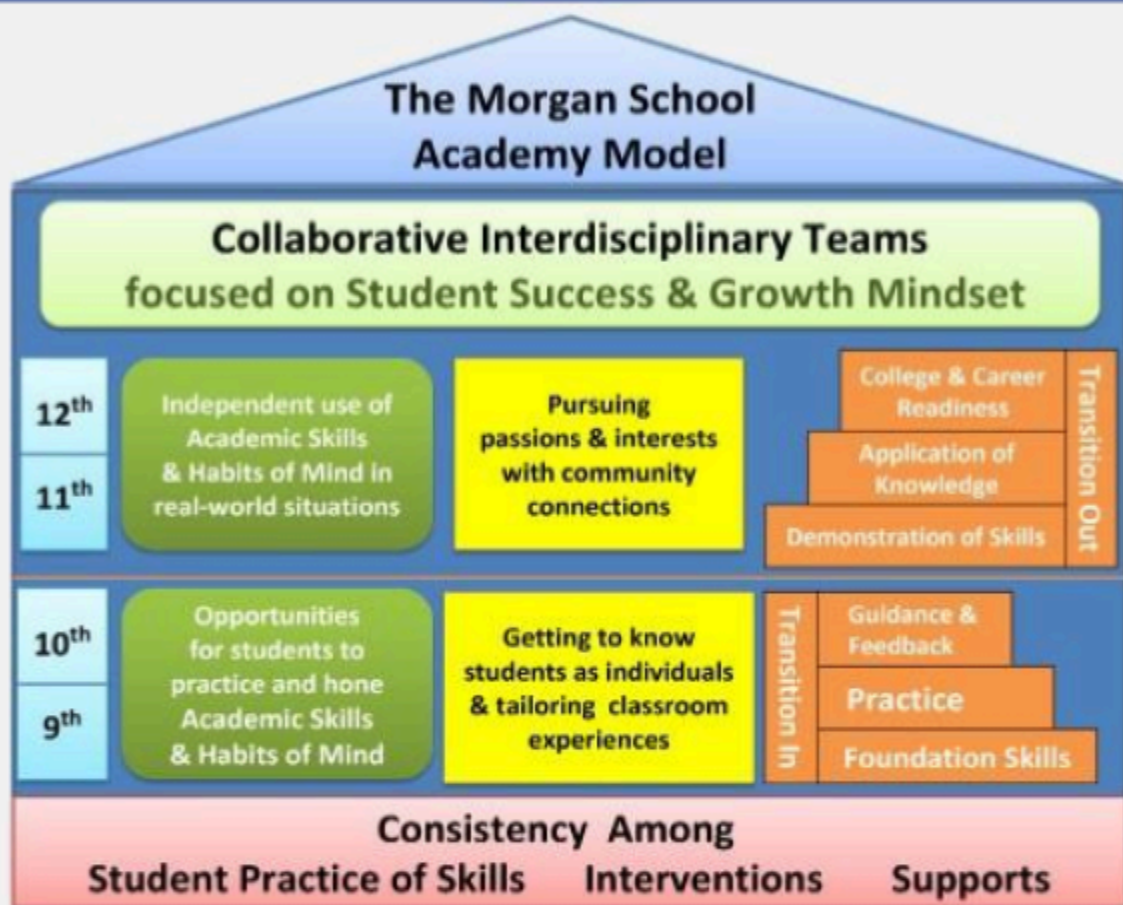 The Morgan School
Academy Model
Collaborative Interdisciplinary Teams
focused on Student Success & Growth Mindset
12th
11th
Independent use of
Academic Skills
& Habits of Mind in
real-world situations
Pursuing
passions & interests
with community
connections
College & Career
Readiness
Application of
Knowledge
Demonstration of Skills
Transition Out
10th
9th
Opportunities
for students to
practice and hone
Academic Skills
& Habits of Mind
Getting to know
students as individuals
& tailoring classroom
experiences
Transition In
Guidance &
Feedback
Practice
Foundation Skills
Consistency Among
Student Practice of Skills Interventions Supports